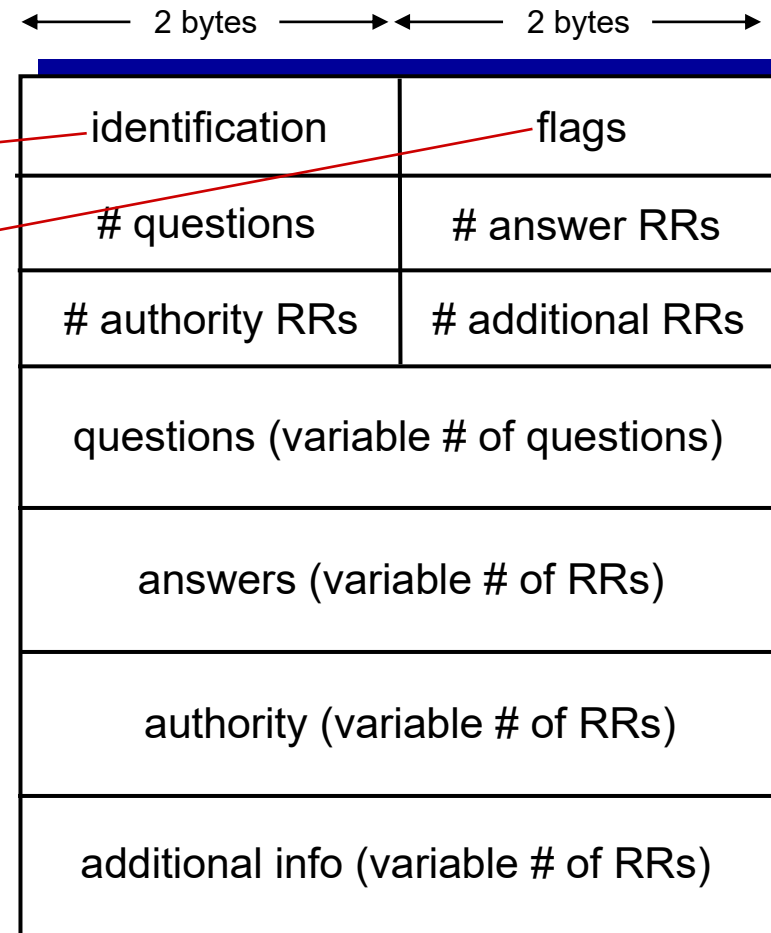 2 bytes 2 bytes
identification flags
# questions # answer RRs
# authority RRs # additional RRs
questions (variable # of questions)
answers (variable # of RRs)
authority (variable # of RRs)
additional info (variable # of RRs)